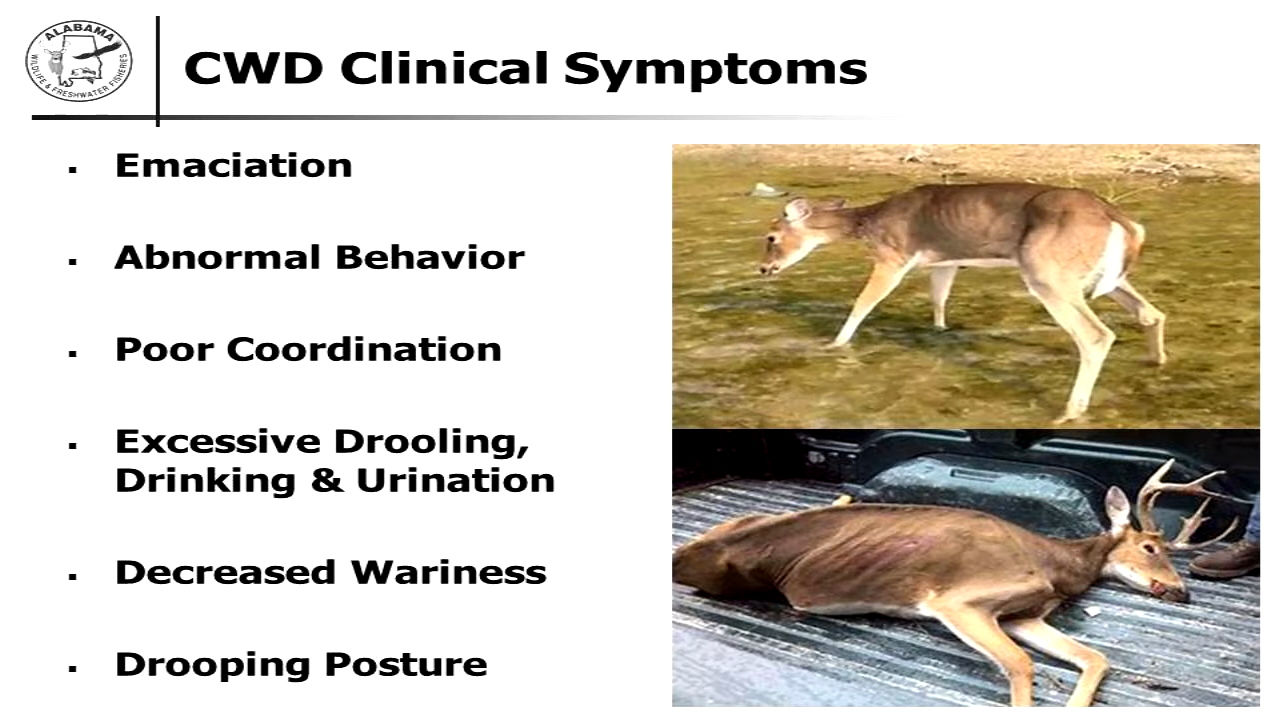 ALABAMA
WILDLIFE & FRESHWATER FISHERIES
CWD Clinical Symptoms
▪ Emaciation
▪ Abnormal Behavior
▪ Poor Coordination
▪ Excessive Drooling,
Drinking & Urination
▪ Decreased Wariness
▪ Drooping Posture